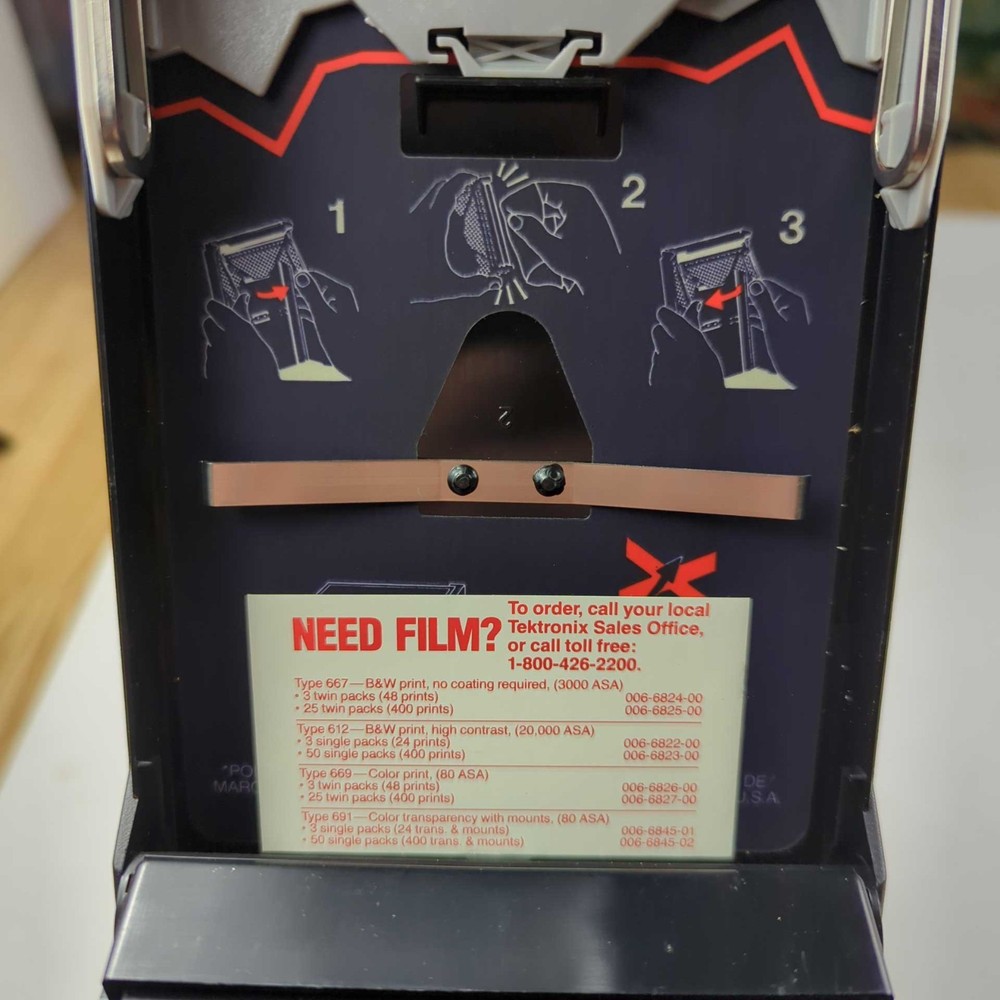 1
2
3
2
NEED FILM?
To order, call your local
Tektronix Sales Office,
or call toll free:
1-800-426-2200.
Type 667—B&W print, no coating required, (3000 ASA)
• 3 twin packs (48 prints) 006-6824-00
• 25 twin packs (400 prints) 006-6825-00
Type 612—B&W print, high contrast, (20,000 ASA)
• 3 single packs (24 prints) 006-6822-00
• 50 single packs (400 prints) 006-6823-00
Type 669—Color print, (80 ASA)
• 3 twin packs (48 prints) 006-6826-00
• 25 twin packs (400 prints) 006-6827-00
Type 691—Color transparency with mounts, (80 ASA)
• 3 single packs (24 trans. & mounts) 006-6845-01
• 50 single packs (400 trans. & mounts) 006-6845-02
"PO
DE/
MARC
U.S.A.